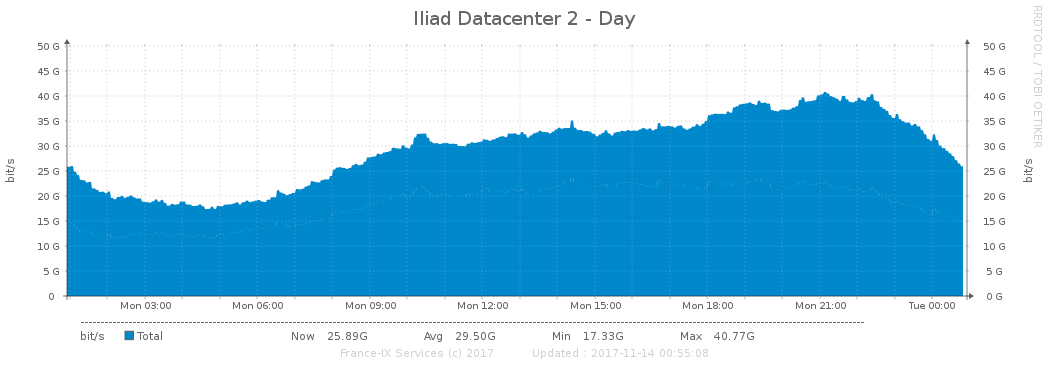 Iliad Datacenter 2 - Day
RRDTOOL / TOBI OETIKER
bit/s
50 G 50 G
45 G 45 G
40 G 40 G
35 G 35 G
30 G 30 G
25 G 25 G
20 G 20 G
15 G 15 G
10 G 10 G
5 G 5 G
0 0 G
bit/s
Mon 03:00 Mon 06:00 Mon 09:00 Mon 12:00 Mon 15:00 Mon 18:00 Mon 21:00 Tue 00:00
bit/s Total Now 25.89G Avg 29.50G Min 17.33G Max 40.77G
France-IX Services (c) 2017 Updated : 2017-11-14 00:55:08